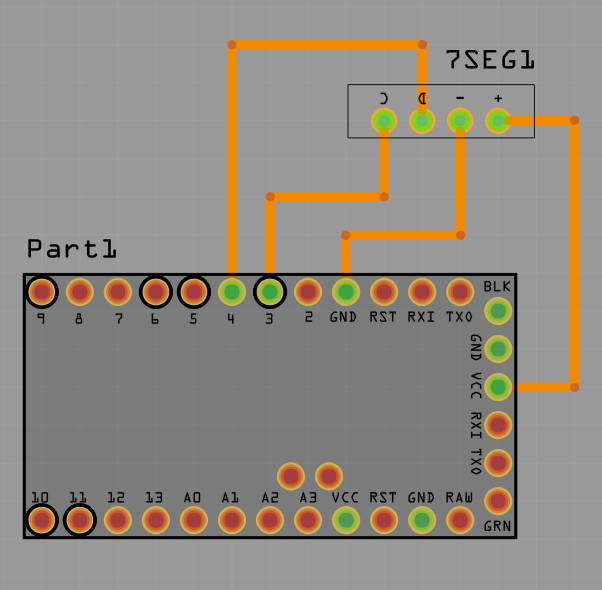 7SEG1
C D - +
Part1
BLK
9 8 7 6 5 4 3 2 GND RST RXI TXO
GND
VCC
RXI
TXO
10 11 12 13 A0 A1 A2 A3 VCC RST GND RAW
GRN